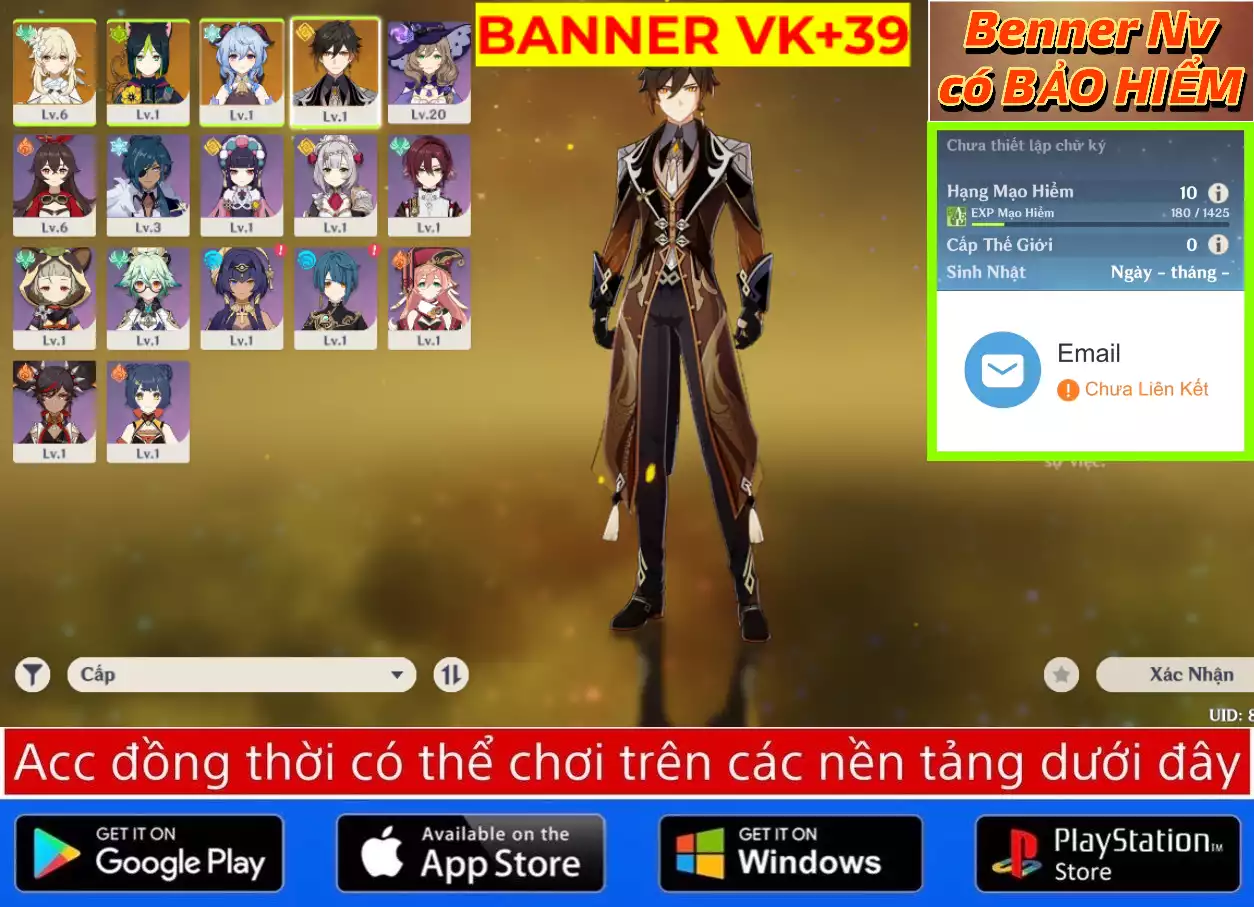 BANNER VK+39
Benner Nv
có BẢO HIỂM
Lv.6
Lv.1
Lv.1
Lv.1
Lv.20
Lv.6
Lv.3
Lv.1
Lv.1
Lv.1
Lv.1
Lv.1
Lv.1
Lv.1
Lv.1
Lv.1
Lv.1
Chưa thiết lập chữ ký
Hạng Mạo Hiểm 10
EXP Mạo Hiểm 180 / 1425
Cấp Thế Giới 0
Sinh Nhật Ngày - tháng -
Email
Chưa Liên Kết
sự việc.
Cấp
Xác Nhận
UID: 8
Acc đồng thời có thể chơi trên các nền tảng dưới đây
GET IT ON
Google Play
Available on the
App Store
GET IT ON
Windows
PlayStation™
Store